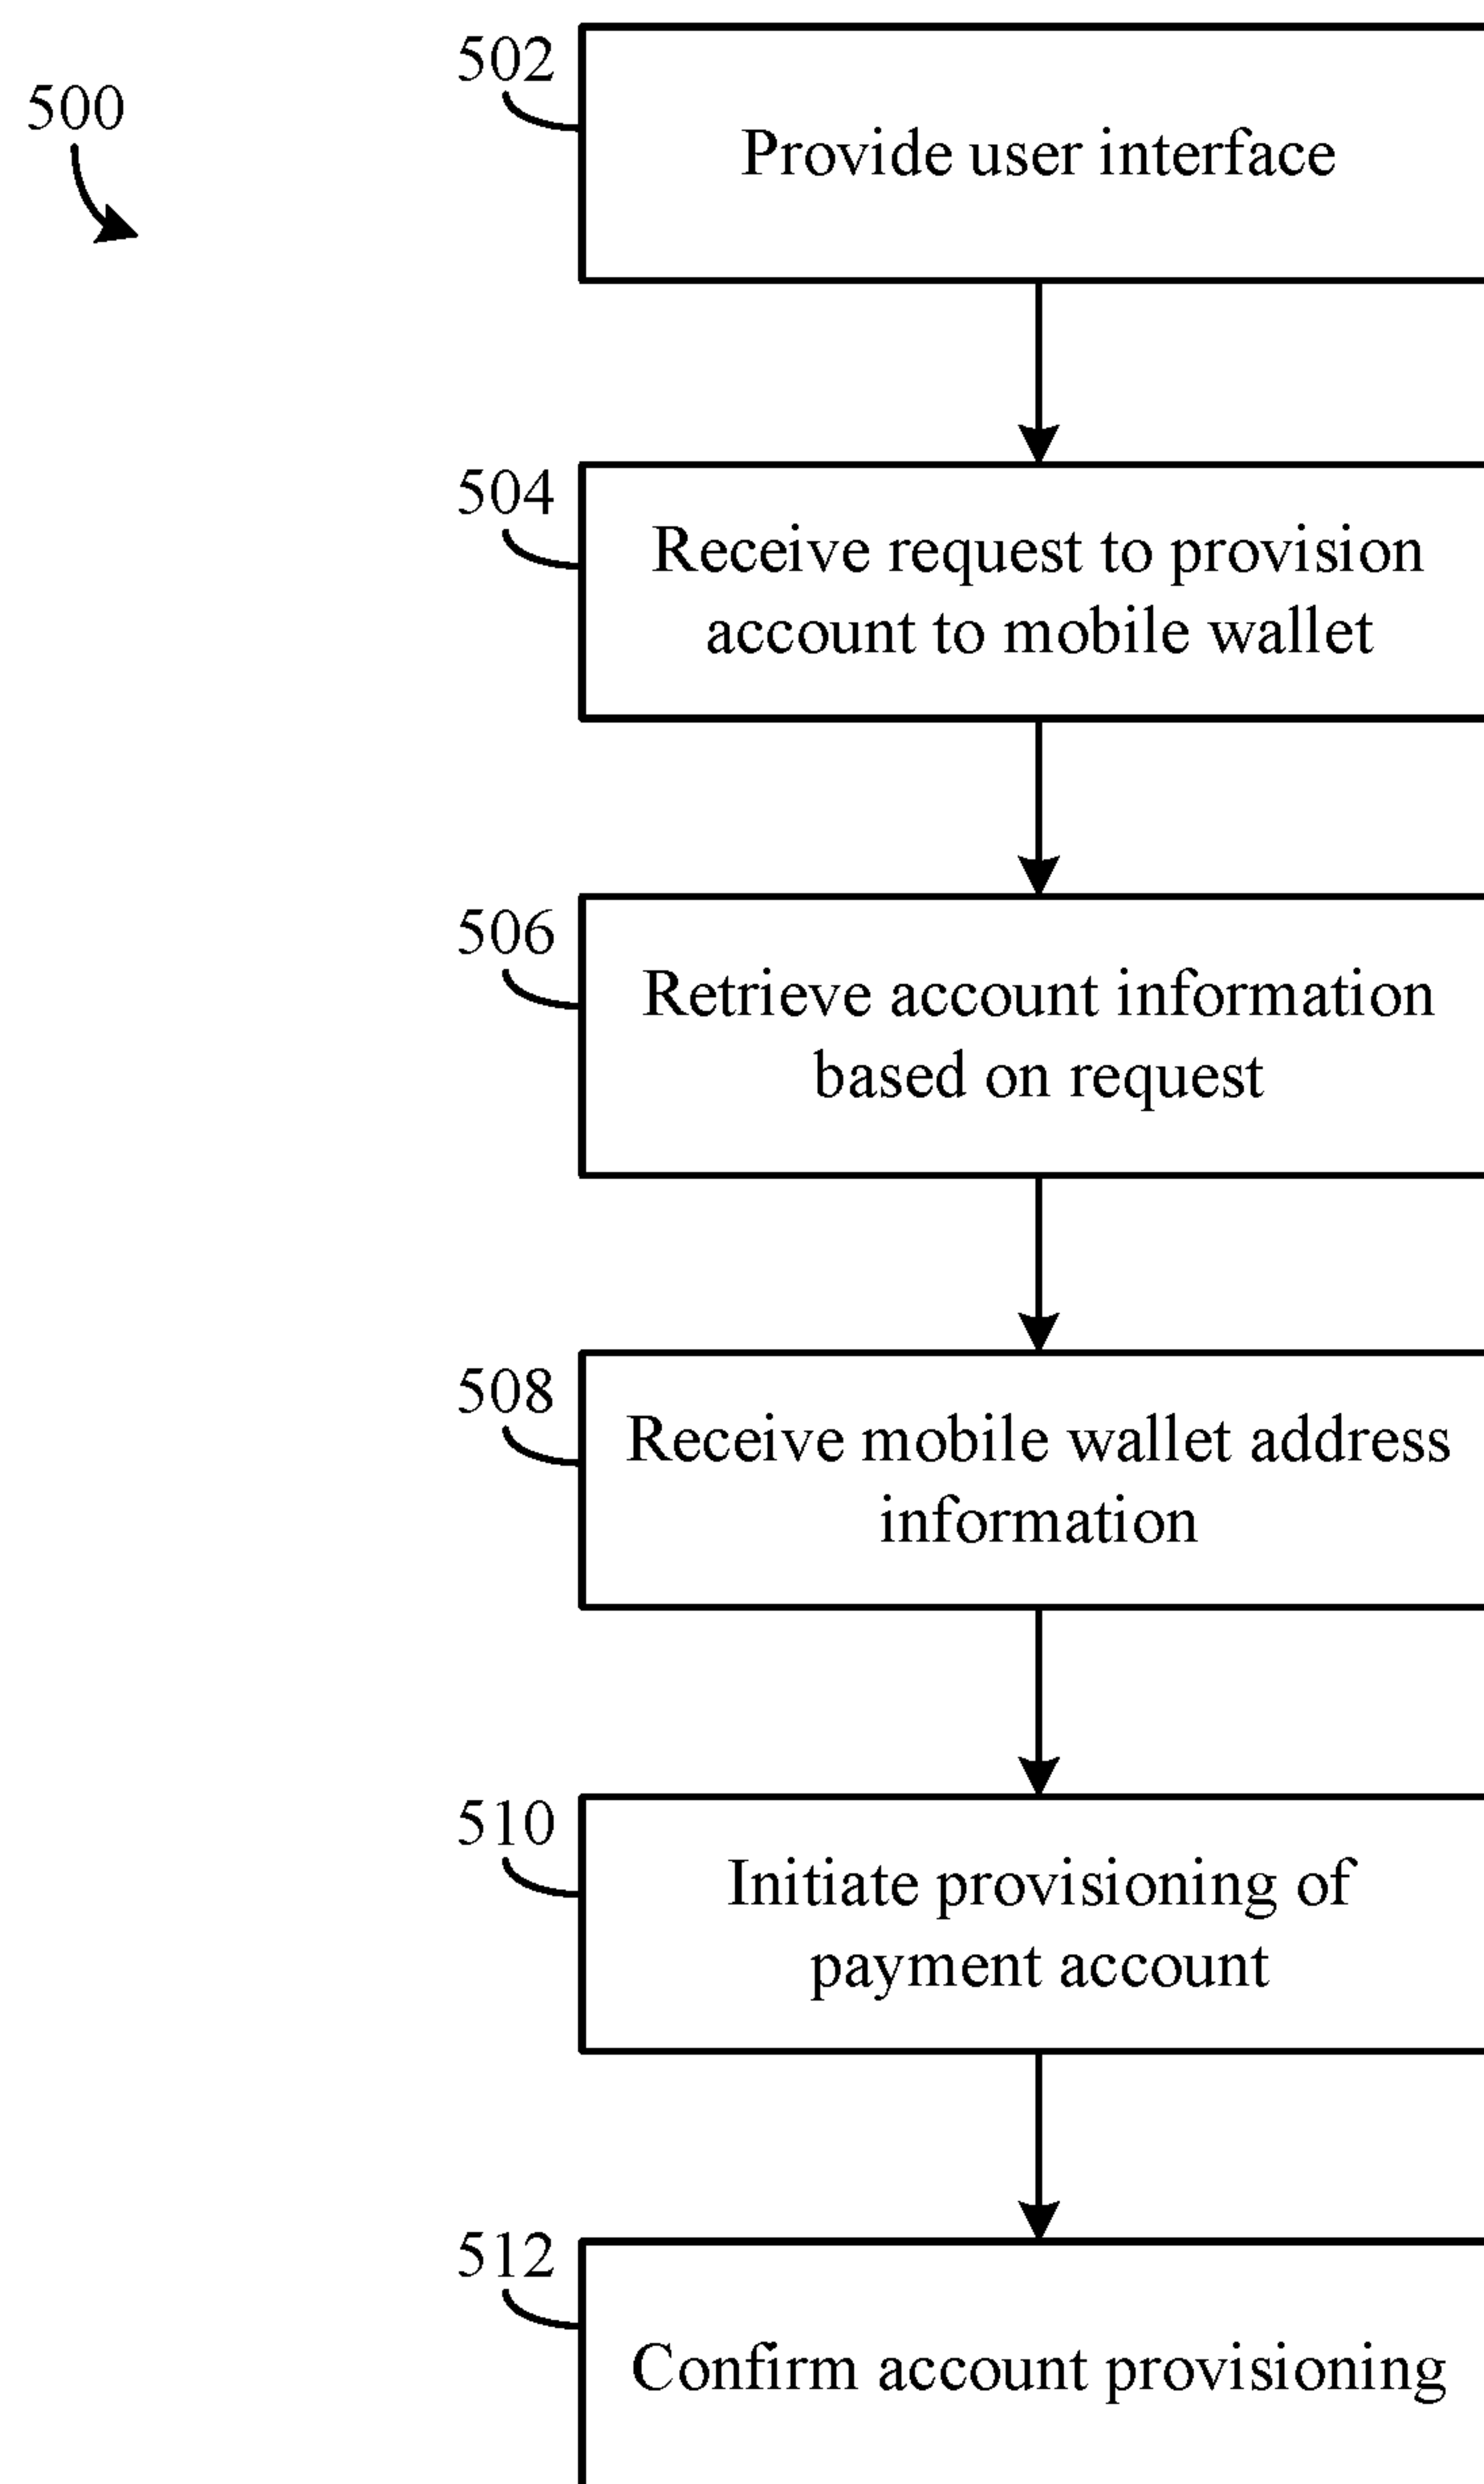 500
502
Provide user interface
504
Receive request to provision
account to mobile wallet
506
Retrieve account information
based on request
508
Receive mobile wallet address
information
510
Initiate provisioning of
payment account
512
Confirm account provisioning